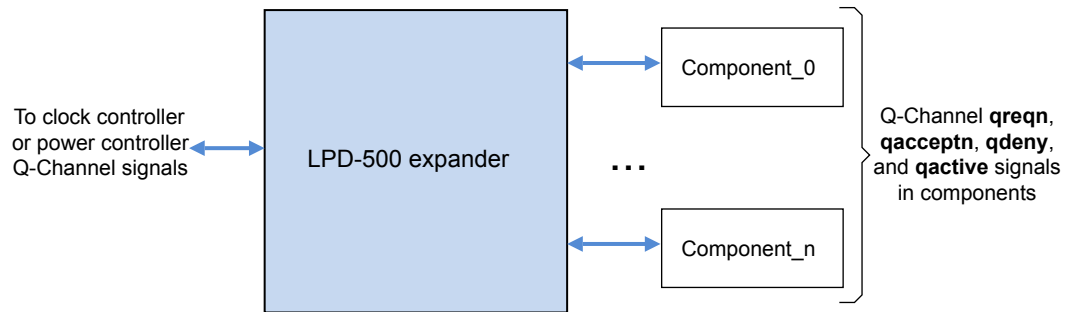 To clock controller
or power controller
Q-Channel signals
LPD-500 expander
Component_0
...
Component_n
Q-Channel qreqn,
qacceptn, qdeny,
and qactive signals
in components